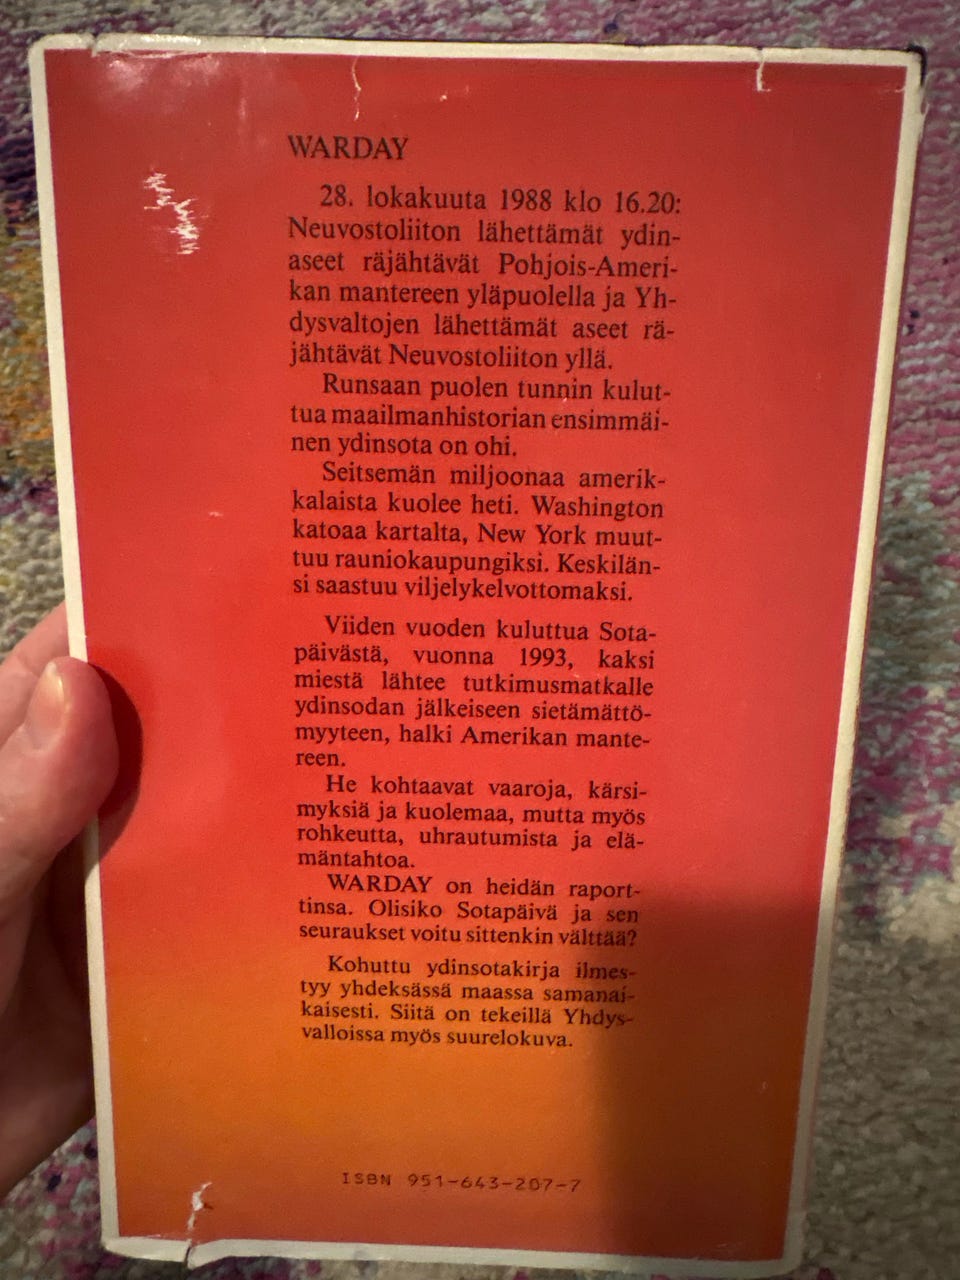 WARDAY
28. lokakuuta 1988 klo 16.20:
Neuvostoliiton lähettämät ydin-
aseet räjähtävät Pohjois-Ameri-
kan mantereen yläpuolella ja Yh-
dysvaltojen lähettämät aseet rä-
jähtävät Neuvostoliiton yllä.
Runsaan puolen tunnin kulut-
tua maailmanhistorian ensimmäi-
nen ydinsota on ohi.
Seitsemän miljoonaa amerik-
kalaista kuolee heti. Washington
katoaa kartalta, New York muut-
tuu rauniokaupungiksi. Keskilän-
si saastuu viljelykelvottomaksi.
Viiden vuoden kuluttua Sota-
päivästä, vuonna 1993, kaksi
miestä lähtee tutkimusmatkalle
ydinsodan jälkeiseen sietämättö-
myyteen, halki Amerikan mante-
reen.
He kohtaavat vaaroja, kärsi-
myksiä ja kuolemaa, mutta myös
rohkeutta, uhrautumista ja elä-
mäntahtoa.
WARDAY on heidän raport-
tinsa. Olisiko Sotapäivä ja sen
seuraukset voitu sittenkin välttää?
Kohuttu ydinsotakirja ilmes-
tyy yhdeksässä maassa samanai-
kaisesti. Siitä on tekeillä Yhdys-
valloissa myös suurelokuva.
ISBN 951-643-207-7